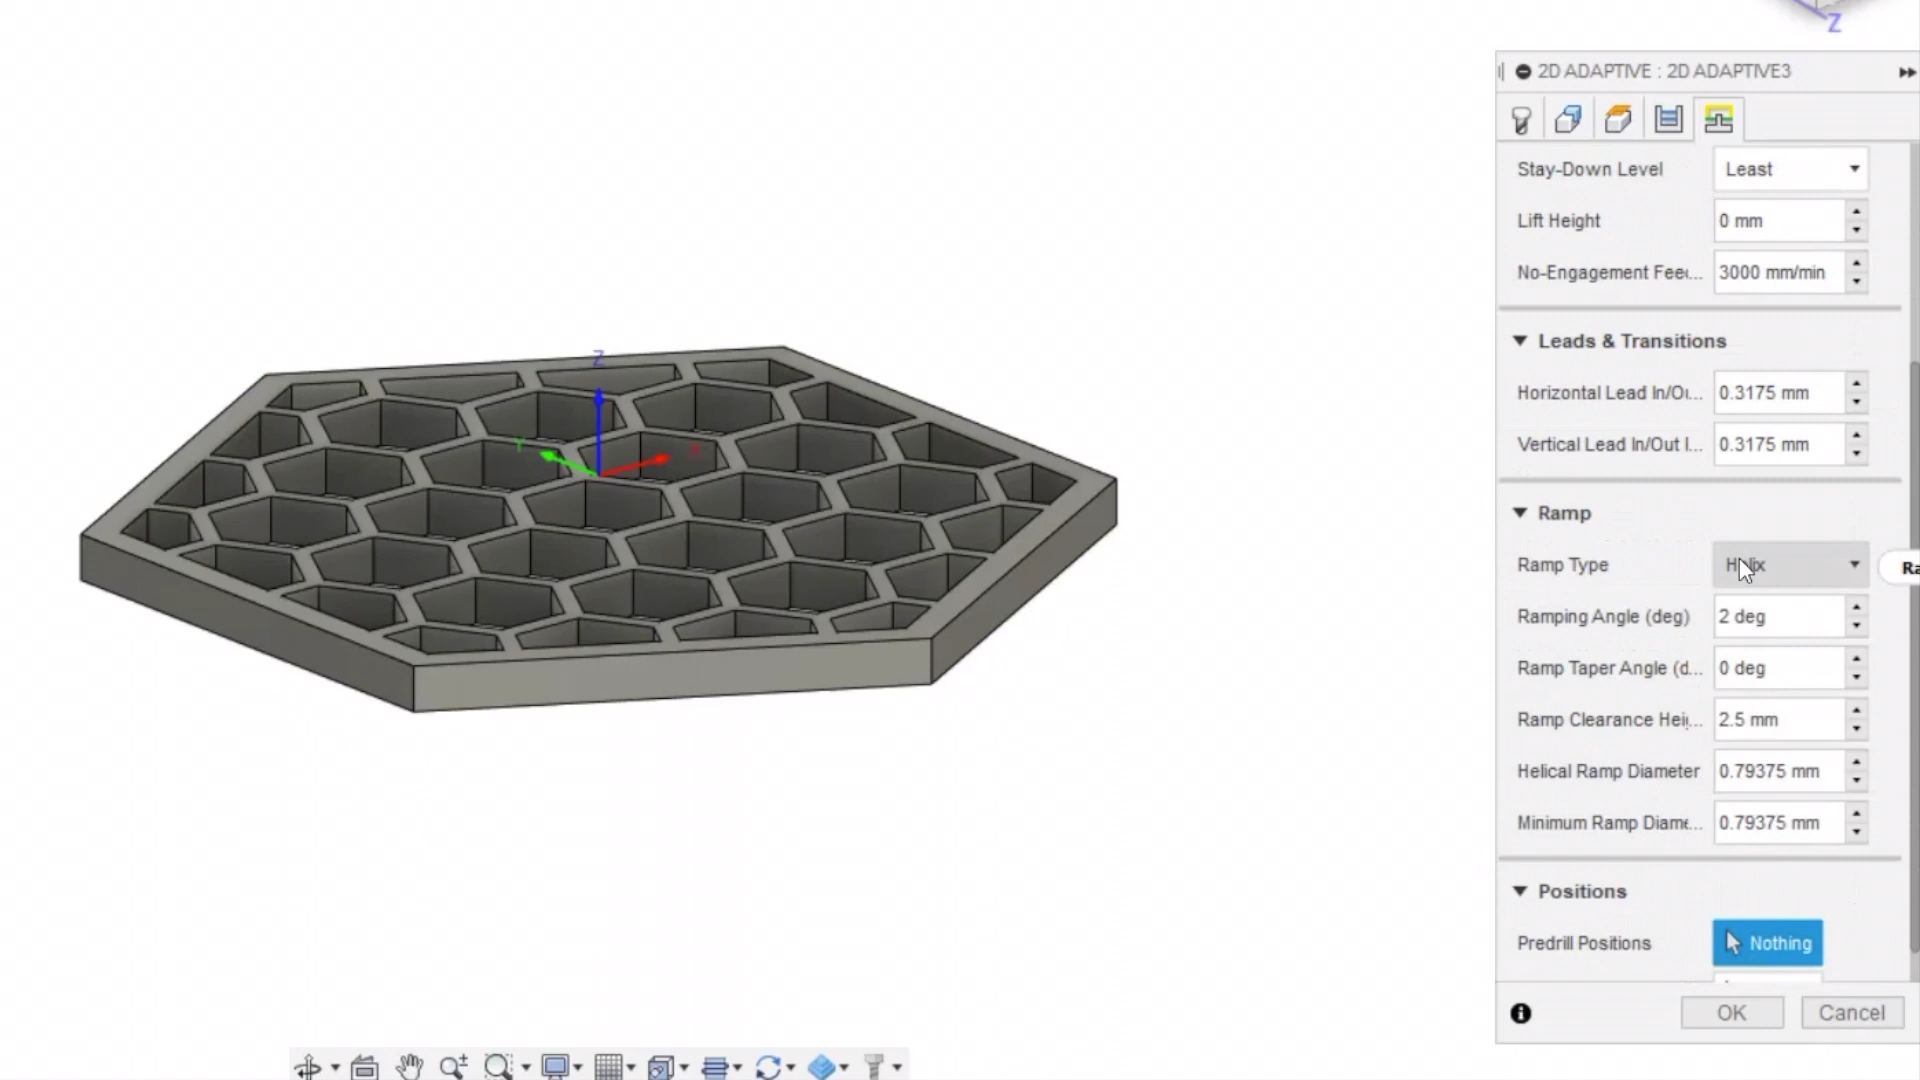 Z
2D ADAPTIVE : 2D ADAPTIVE3
Stay-Down Level Least
Lift Height 0 mm
No-Engagement Fee... 3000 mm/min
Leads & Transitions
Horizontal Lead In/Ou... 0.3175 mm
Vertical Lead In/Out ... 0.3175 mm
Ramp
Ramp Type Helix
Ra
Ramping Angle (deg) 2 deg
Ramp Taper Angle (d... 0 deg
Ramp Clearance Hei... 2.5 mm
Helical Ramp Diameter 0.79375 mm
Minimum Ramp Diame... 0.79375 mm
Positions
Predrill Positions Nothing
OK Cancel
Z
Y
X